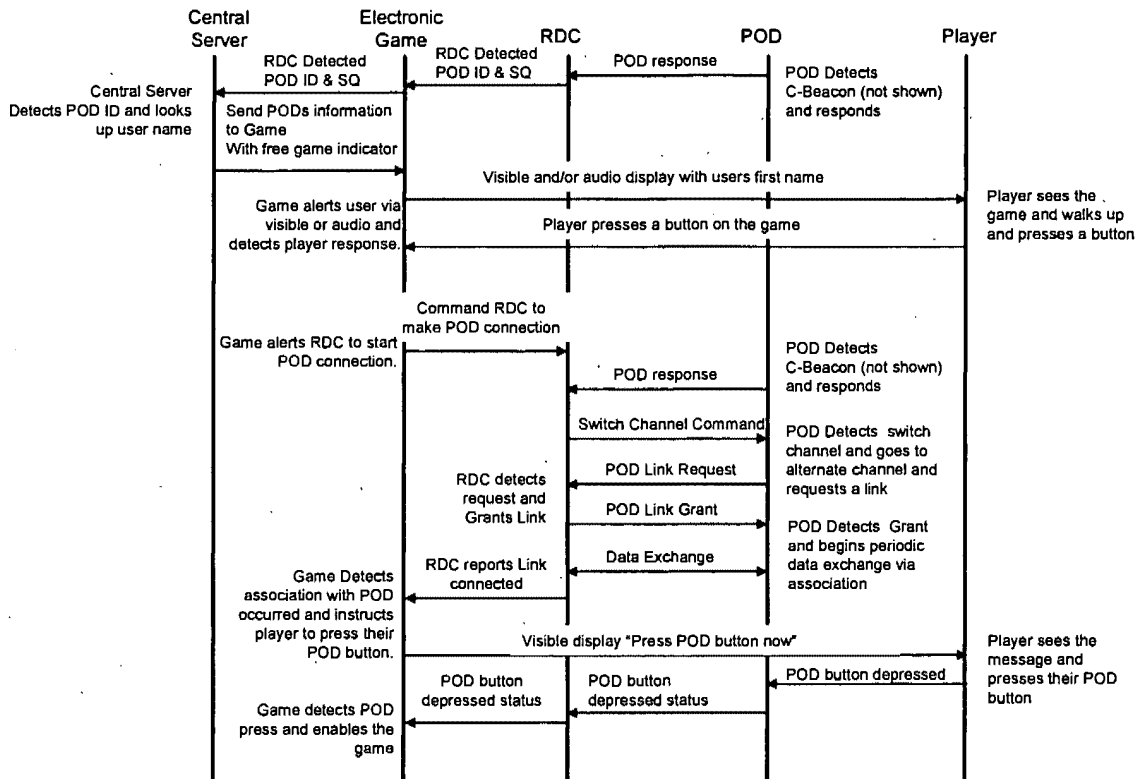 Central
Server
Electronic
Game
RDC
POD
Player
RDC Detected
POD ID & SQ
RDC Detected
POD ID & SQ
POD response
POD Detects
C-Beacon (not shown)
and responds
Central Server
Detects POD ID and looks
up user name
Send PODs information
to Game
With free game indicator
Visible and/or audio display with users first name
Player sees the
game and walks up
and presses a button
Game alerts user via
visible or audio and
detects player response.
Player presses a button on the game
Command RDC to
make POD connection
Game alerts RDC to start
POD connection.
POD Detects
C-Beacon (not shown)
and responds
POD response
Switch Channel Command
POD Detects switch
channel and goes to
alternate channel and
requests a link
POD Link Request
RDC detects
request and
Grants Link
POD Link Grant
POD Detects Grant
and begins periodic
data exchange via
association
Data Exchange
RDC reports Link
connected
Game Detects
association with POD
occurred and instructs
player to press their
POD button.
Visible display "Press POD button now"
Player sees the
message and
presses their POD
button
POD button depressed
POD button
depressed status
POD button
depressed status
Game detects POD
press and enables the
game